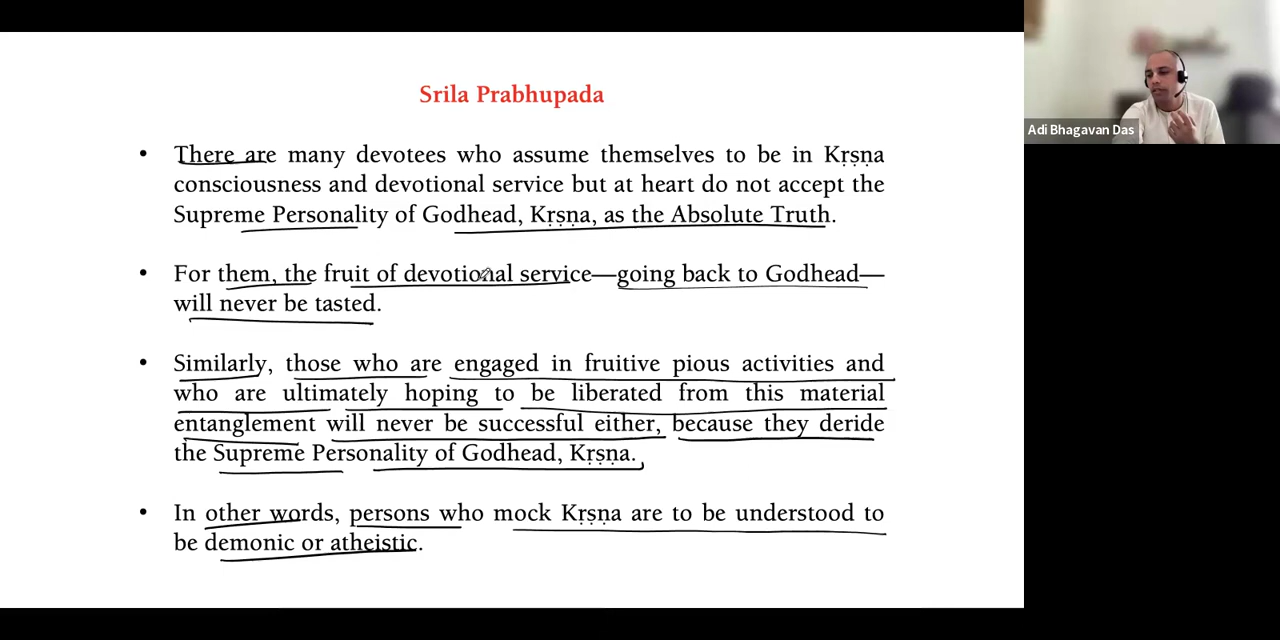 Srila Prabhupada
• There are many devotees who assume themselves to be in Kṛṣṇa
consciousness and devotional service but at heart do not accept the
Supreme Personality of Godhead, Kṛṣṇa, as the Absolute Truth.
• For them, the fruit of devotional service—going back to Godhead—
will never be tasted.
• Similarly, those who are engaged in fruitive pious activities and
who are ultimately hoping to be liberated from this material
entanglement will never be successful either, because they deride
the Supreme Personality of Godhead, Kṛṣṇa.
• In other words, persons who mock Kṛṣṇa are to be understood to
be demonic or atheistic.
Adi Bhagavan Das